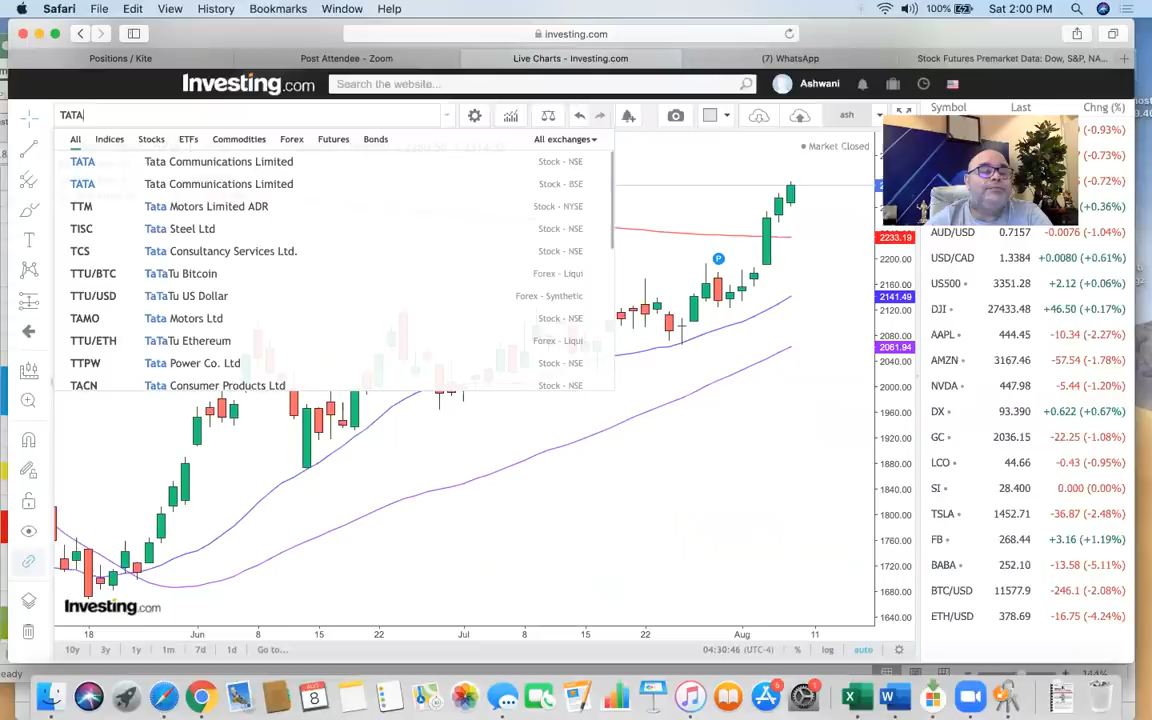 Safari File Edit View History Bookmarks Window Help 100% Sat 2:00 PM
investing.com
Positions / Kite Post Attendee - Zoom Live Charts - Investing.com (7) WhatsApp Stock Futures Premarket Data: Dow, S&P, NA...
Investing.com Search the website... Ashwani
TATA ash
Symbol Last Chng (%)
All Indices Stocks ETFs Commodities Forex Futures Bonds All exchanges
Market Closed
TATA Tata Communications Limited Stock - NSE
TATA Tata Communications Limited Stock - BSE
TTM Tata Motors Limited ADR Stock - NYSE
TISC Tata Steel Ltd Stock - NSE
TCS Tata Consultancy Services Ltd. Stock - NSE
TTU/BTC TaTaTu Bitcoin Forex - Liqui
TTU/USD TaTaTu US Dollar Forex - Synthetic
TAMO Tata Motors Ltd Stock - NSE
TTU/ETH TaTaTu Ethereum Forex - Liqui
TTPW Tata Power Co. Ltd Stock - NSE
TACN Tata Consumer Products Ltd Stock - NSE
P
2233.19
2200.00
2160.00
2141.49
2120.00
2080.00
2061.94
2040.00
2000.00
1960.00
1920.00
1880.00
1840.00
1800.00
1760.00
1720.00
1680.00
1640.00
-0.93%)
-0.73%)
-0.72%)
+0.36%)
AUD/USD 0.7157 -0.0076 (-1.04%)
USD/CAD 1.3384 +0.0080 (+0.61%)
US500 3351.28 +2.12 (+0.06%)
DJI 27433.48 +46.50 (+0.17%)
AAPL 444.45 -10.34 (-2.27%)
AMZN 3167.46 -57.54 (-1.78%)
NVDA 447.98 -5.44 (-1.20%)
DX 93.390 +0.622 (+0.67%)
GC 2036.15 -22.25 (-1.08%)
LCO 44.66 -0.43 (-0.95%)
SI 28.400 0.000 (0.00%)
TSLA 1452.71 -36.87 (-2.48%)
FB 268.44 +3.16 (+1.19%)
BABA 252.10 -13.58 (-5.11%)
BTC/USD 11577.9 -246.1 (-2.08%)
ETH/USD 378.69 -16.75 (-4.24%)
Investing.com
18 Jun 8 15 22 Jul 8 15 22 Aug 11
10y 3y 1y 1m 7d 1d Go to... 04:30:46 (UTC-4) % log auto
eady 144%
AUG
8
5
1